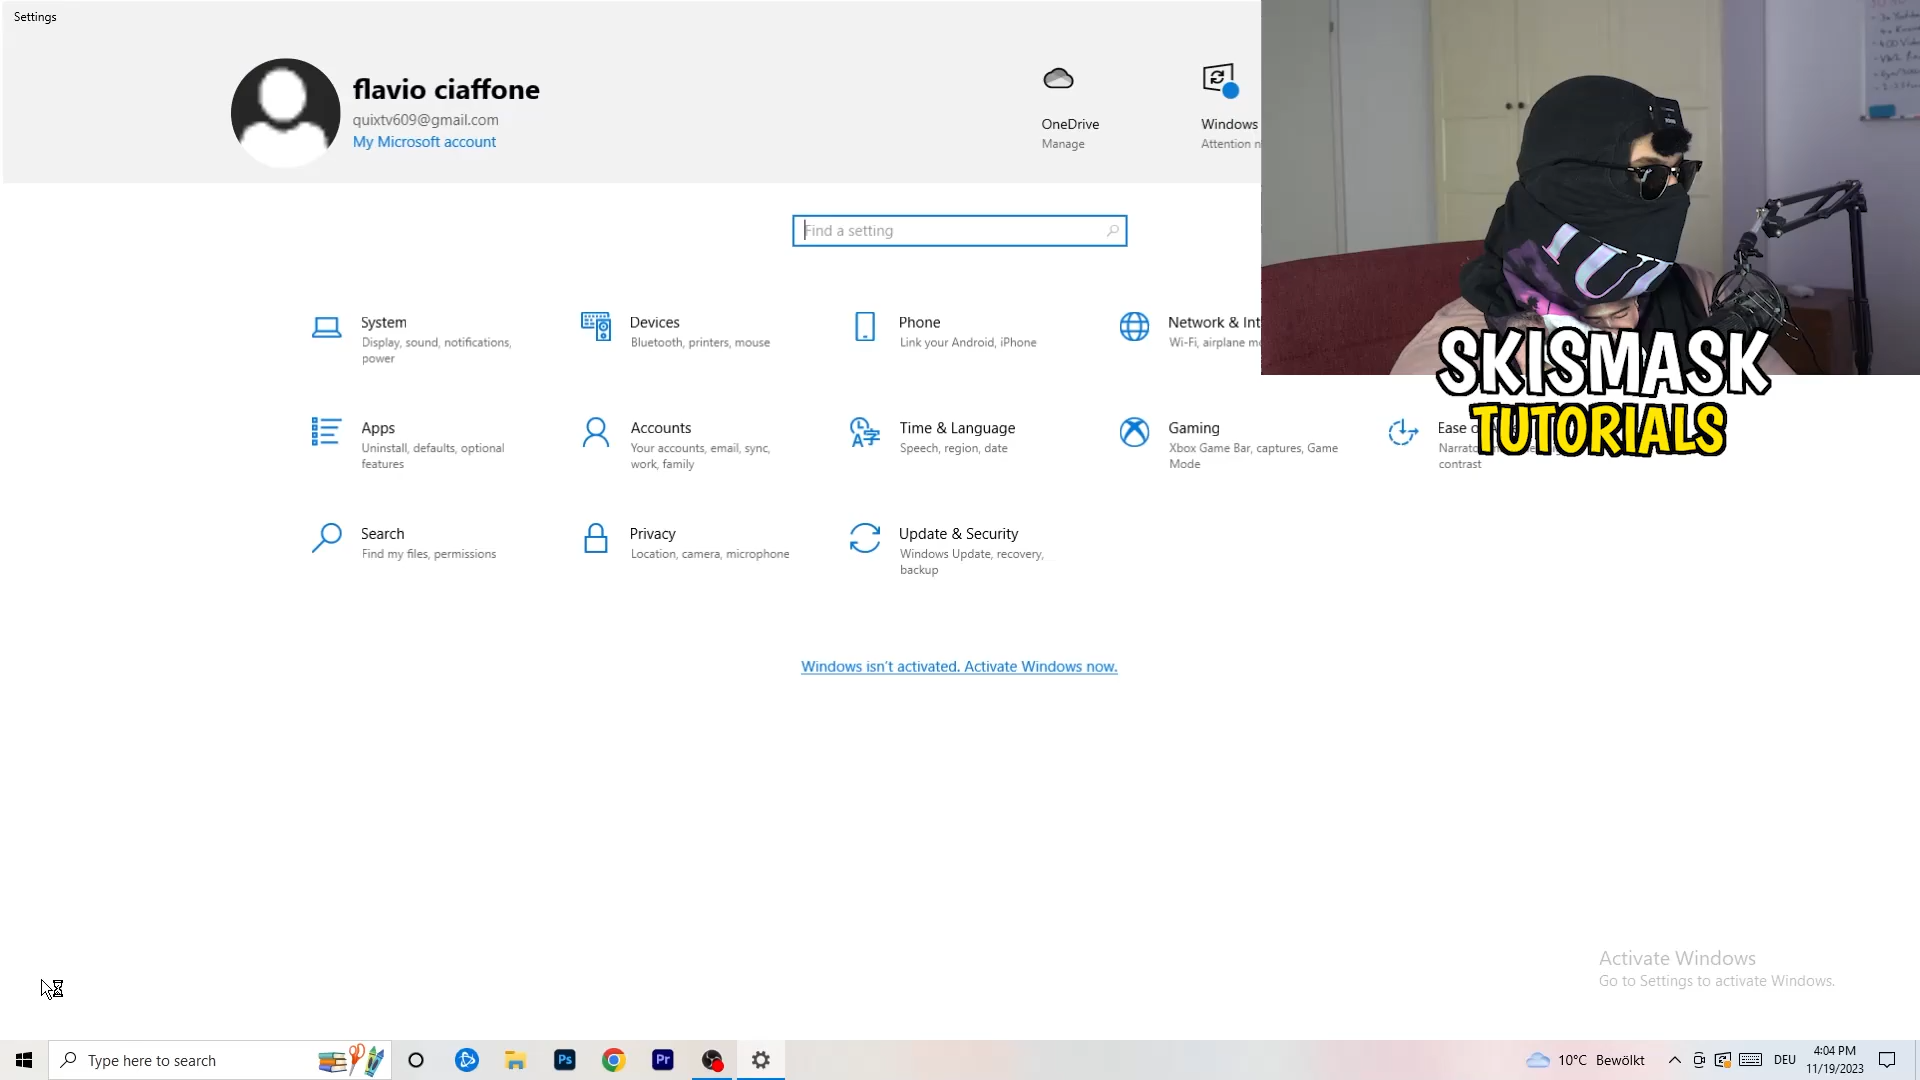 Settings
flavio ciaffone
quixtv609@gmail.com
My Microsoft account
OneDrive
Manage
Windows
Attention n
Find a setting
System
Display, sound, notifications,
power
Devices
Bluetooth, printers, mouse
Phone
Link your Android, iPhone
Network & Int
Wi-Fi, airplane mo
SKISMASK
TUTORIALS
Apps
Uninstall, defaults, optional
features
Accounts
Your accounts, email, sync,
work, family
Time & Language
Speech, region, date
Gaming
Xbox Game Bar, captures, Game
Mode
Ease o
Narrato
contrast
Search
Find my files, permissions
Privacy
Location, camera, microphone
Update & Security
Windows Update, recovery,
backup
Windows isn't activated. Activate Windows now.
Activate Windows
Go to Settings to activate Windows.
Type here to search
Ps
Pr
10°C Bewölkt
DEU
4:04 PM
11/19/2023